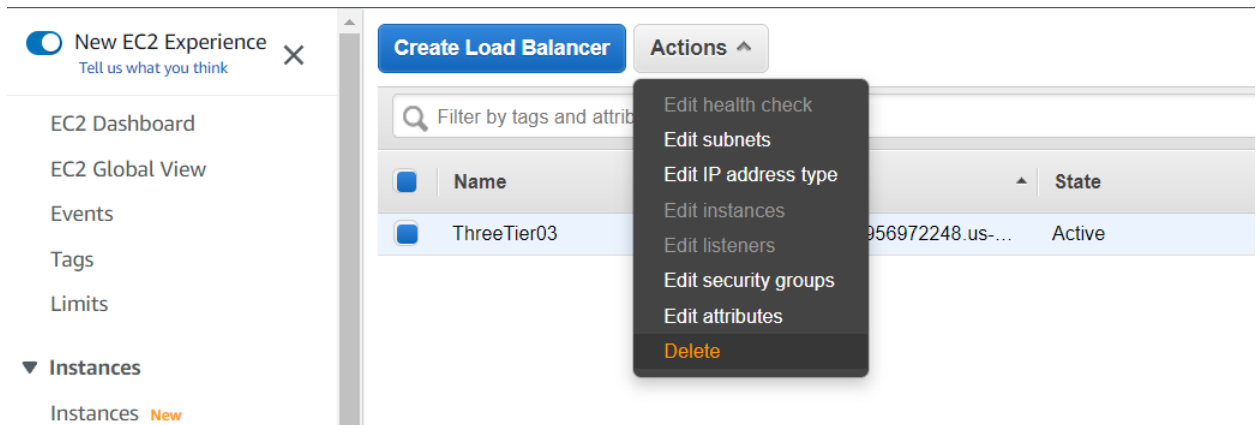 New EC2 Experience
Tell us what you think
EC2 Dashboard
EC2 Global View
Events
Tags
Limits
Instances
Instances New
Create Load Balancer Actions
Filter by tags and attrib
Name State
ThreeTier03 956972248.us-... Active
Edit health check
Edit subnets
Edit IP address type
Edit instances
Edit listeners
Edit security groups
Edit attributes
Delete